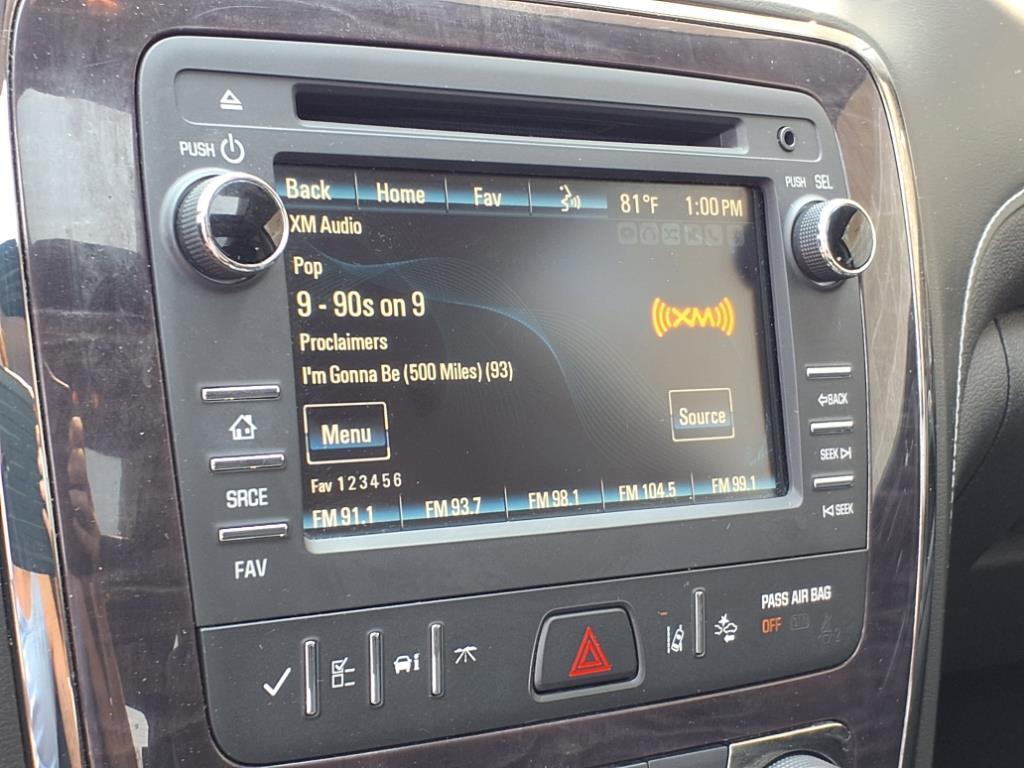 PUSH
PUSH SEL
Back Home Fav 81°F 1:00 PM
XM Audio
Pop
9 - 90s on 9
((XM))
Proclaimers
I'm Gonna Be (500 Miles) (93)
Menu
Source
Fav 1 2 3 4 5 6
FM 91.1 FM 93.7 FM 98.1 FM 104.5 FM 99.1
SRCE
FAV
BACK
SEEK
SEEK
PASS AIR BAG
OFF